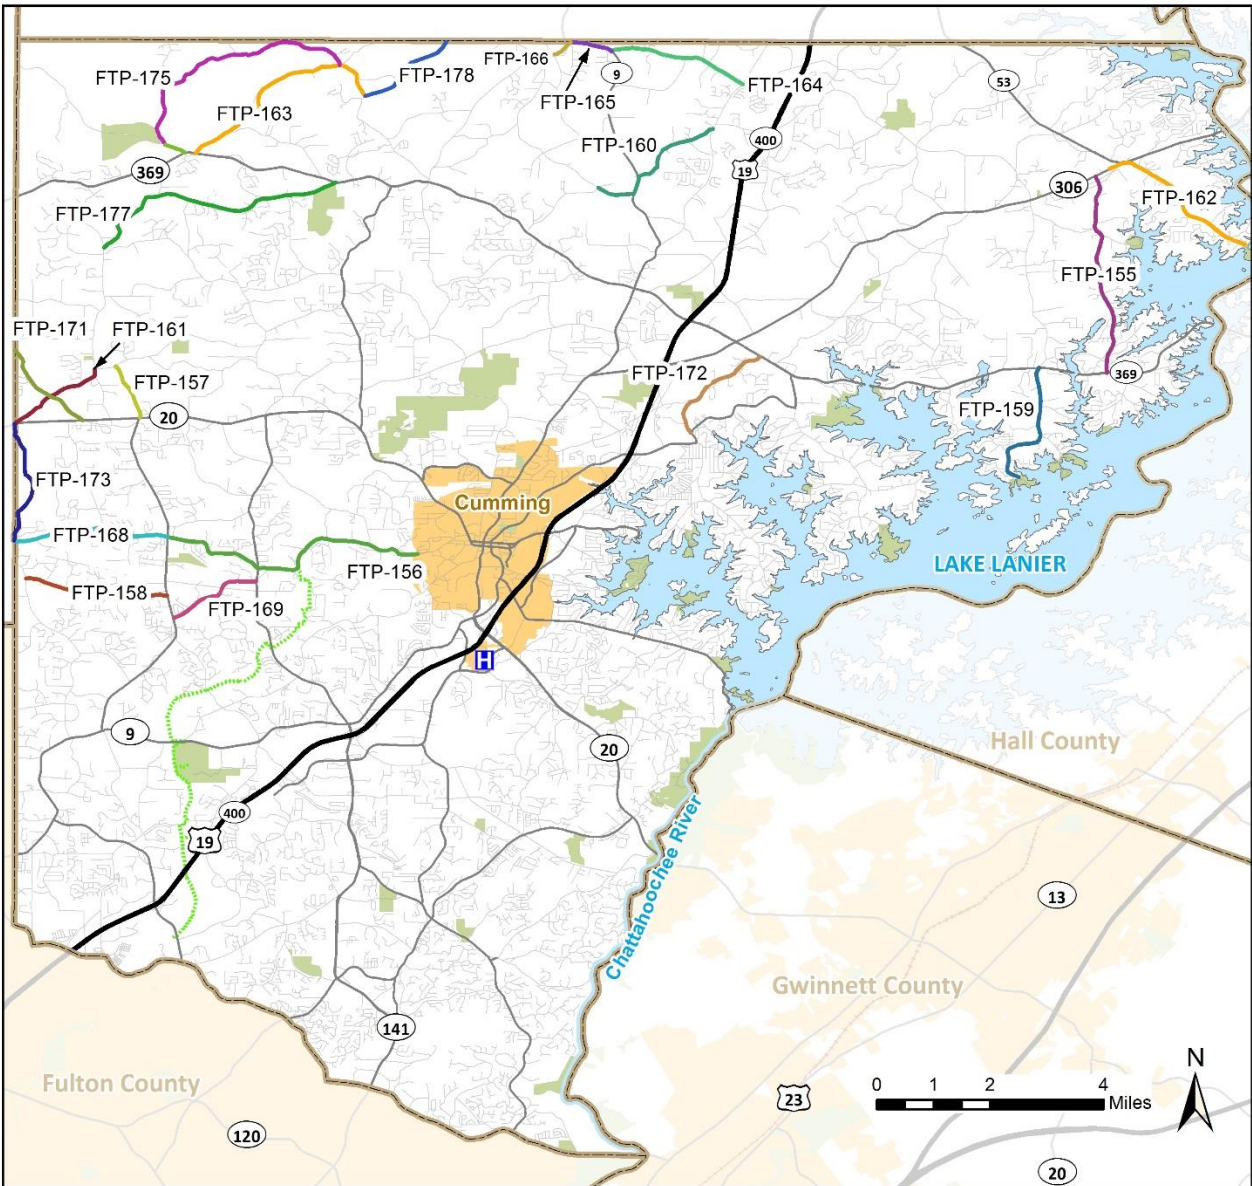 FTP-175
FTP-178
FTP-166
9
FTP-165
FTP-164
53
FTP-163
FTP-160
400
19
369
306
FTP-177
FTP-162
FTP-155
FTP-171
FTP-161
FTP-157
FTP-172
369
20
FTP-159
FTP-173
Cumming
FTP-168
FTP-156
LAKE LANIER
FTP-158
FTP-169
H
9
20
Hall County
400
19
Chattahoochee River
13
Gwinnett County
141
Fulton County
N
0 1 2 4
Miles
23
120
20